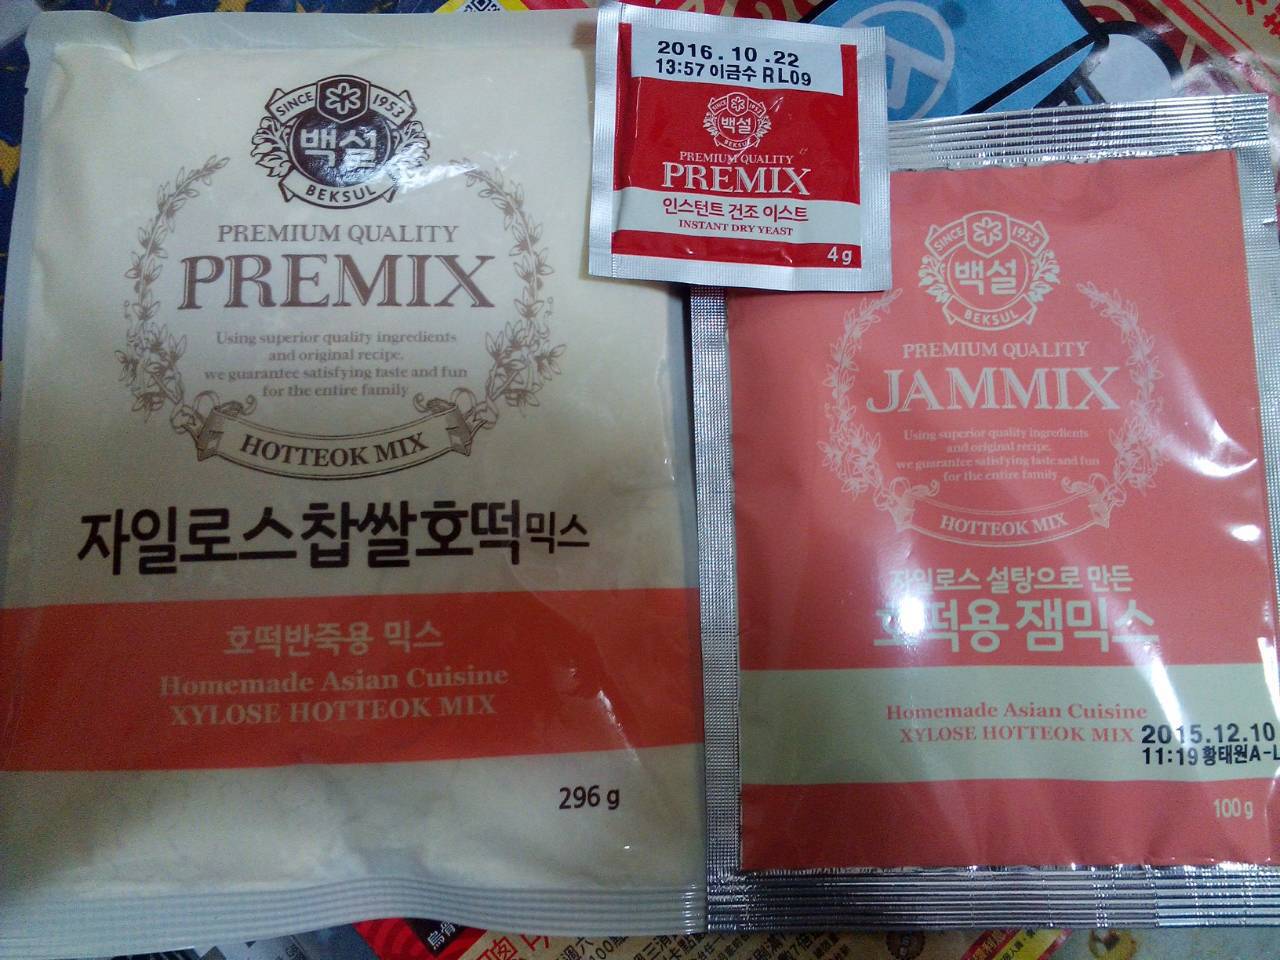 SINCE 1953
백설
BEKSUL
PREMIUM QUALITY
PREMIX
Using superior quality ingredients
and original recipe,
we guarantee satisfying taste and fun
for the entire family
HOTTEOK MIX
자일로스찹쌀호떡믹스
호떡반죽용 믹스
Homemade Asian Cuisine
XYLOSE HOTTEOK MIX
296 g
2016.10.22
13:57 이금수 RL09
SINCE 1953
백설
BEKSUL
PREMIUM QUALITY
PREMIX
인스턴트 건조 이스트
INSTANT DRY YEAST
4g
SINCE 1953
백설
BEKSUL
PREMIUM QUALITY
JAMMIX
Using superior quality ingredients
and original recipe,
we guarantee satisfying taste and fun
for the entire family
HOTTEOK MIX
자일로스 설탕으로 만든
호떡용 잼믹스
Homemade Asian Cuisine
XYLOSE HOTTEOK MIX
2015.12.10
11:19 황태원A-L
100g